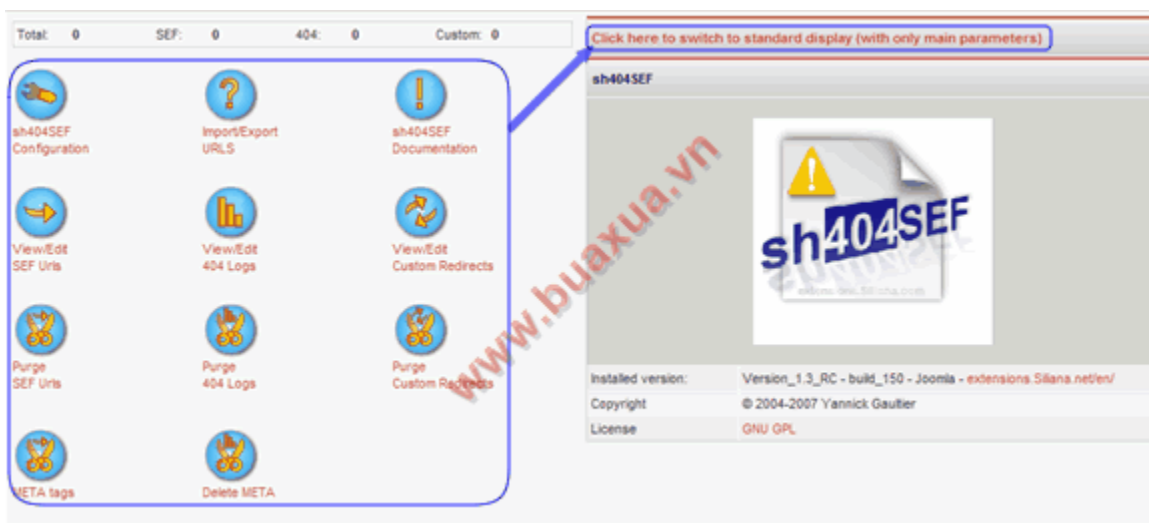 Total: 0 SEF: 0 404: 0 Custom: 0
Click here to switch to standard display (with only main parameters)
sh404SEF
sh404SEF
Configuration
Import/Export
URLS
sh404SEF
Documentation
View/Edit
SEF Urls
View/Edit
404 Logs
View/Edit
Custom Redirects
Purge
SEF Urls
Purge
404 Logs
Purge
Custom Redirects
META tags
Delete META
sh404SEF
extensions.Siliana.com
www.buaxua.vn
Installed version: Version_1.3_RC - build_150 - Joomla - extensions.Siliana.net/en/
Copyright © 2004-2007 Yannick Gaultier
License GNU GPL